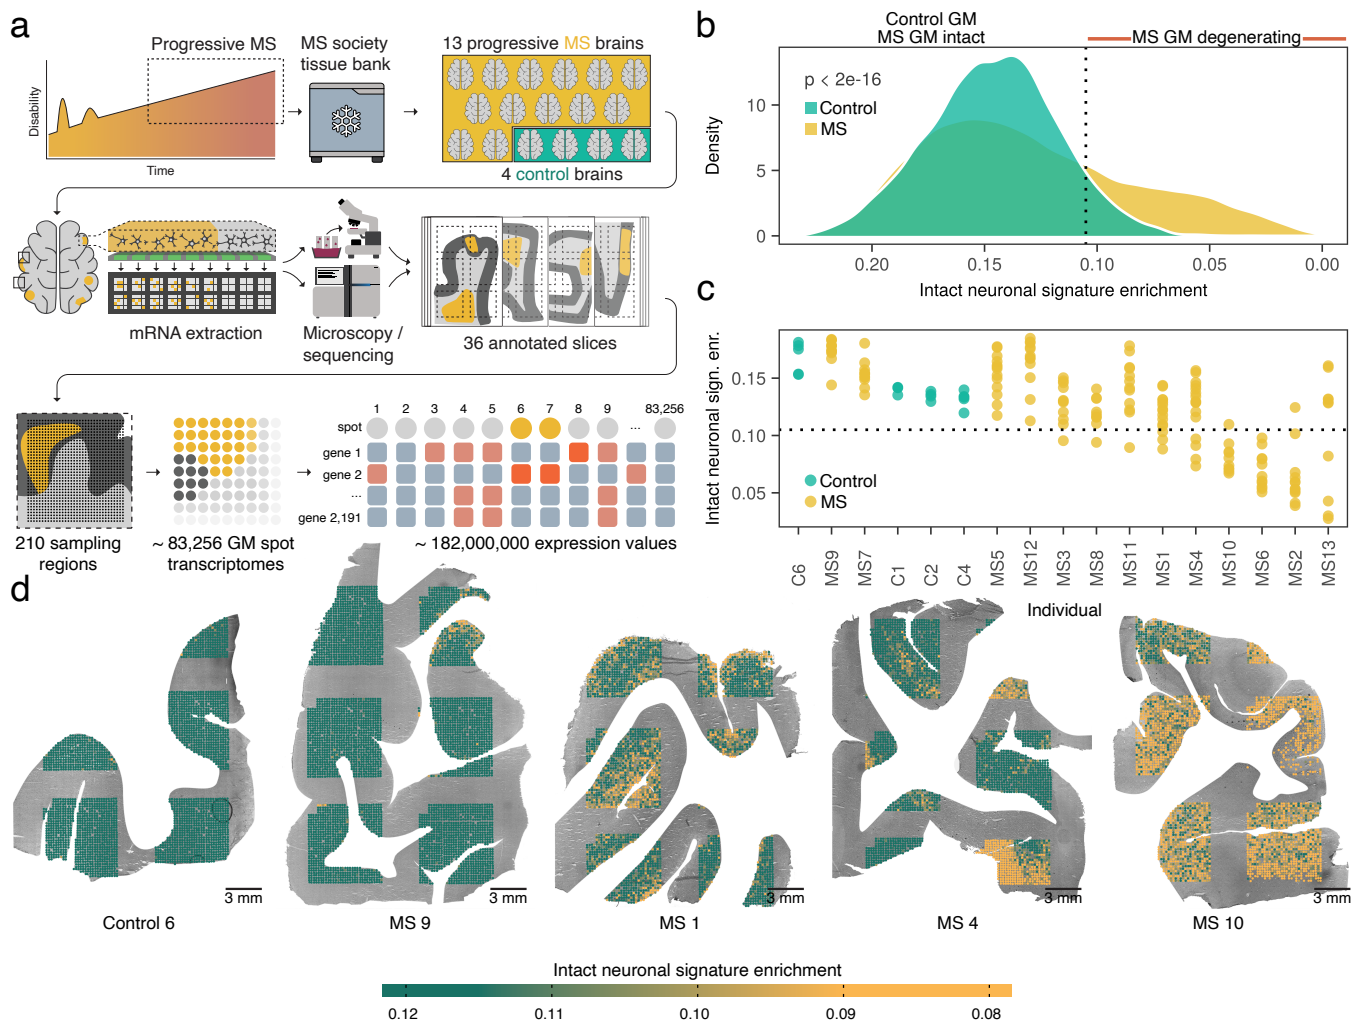 a
Progressive MS
Disability
Time
MS society
tissue bank
13 progressive MS brains
4 control brains
mRNA extraction
Microscopy /
sequencing
36 annotated slices
210 sampling
regions
~ 83,256 GM spot
transcriptomes
1 2 3 4 5 6 7 8 9 83,256
spot ...
gene 1
gene 2
...
gene 2,191
~ 182,000,000 expression values
b
Control GM
MS GM intact
MS GM degenerating
p < 2e-16
Control
MS
Density
10
5
0
0.20 0.15 0.10 0.05 0.00
Intact neuronal signature enrichment
c
Intact neuronal sign. enr.
0.15
0.10
0.05
Control
MS
C6 MS9 MS7 C1 C2 C4 MS5 MS12 MS3 MS8 MS11 MS1 MS4 MS10 MS6 MS2 MS13
Individual
d
3 mm 3 mm 3 mm 3 mm 3 mm
Control 6 MS 9 MS 1 MS 4 MS 10
Intact neuronal signature enrichment
0.12 0.11 0.10 0.09 0.08